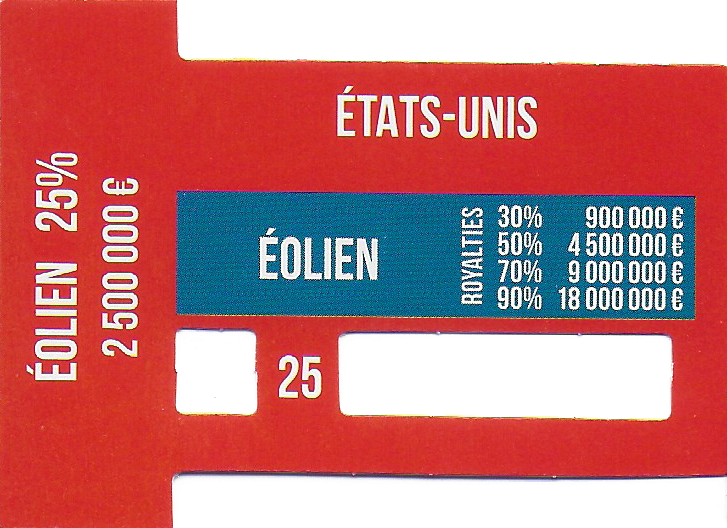 ÉOLIEN 25%
2 500 000 €
ÉTATS-UNIS
ÉOLIEN
ROYALTIES
30% 900 000 €
50% 4 500 000 €
70% 9 000 000 €
90% 18 000 000 €
25